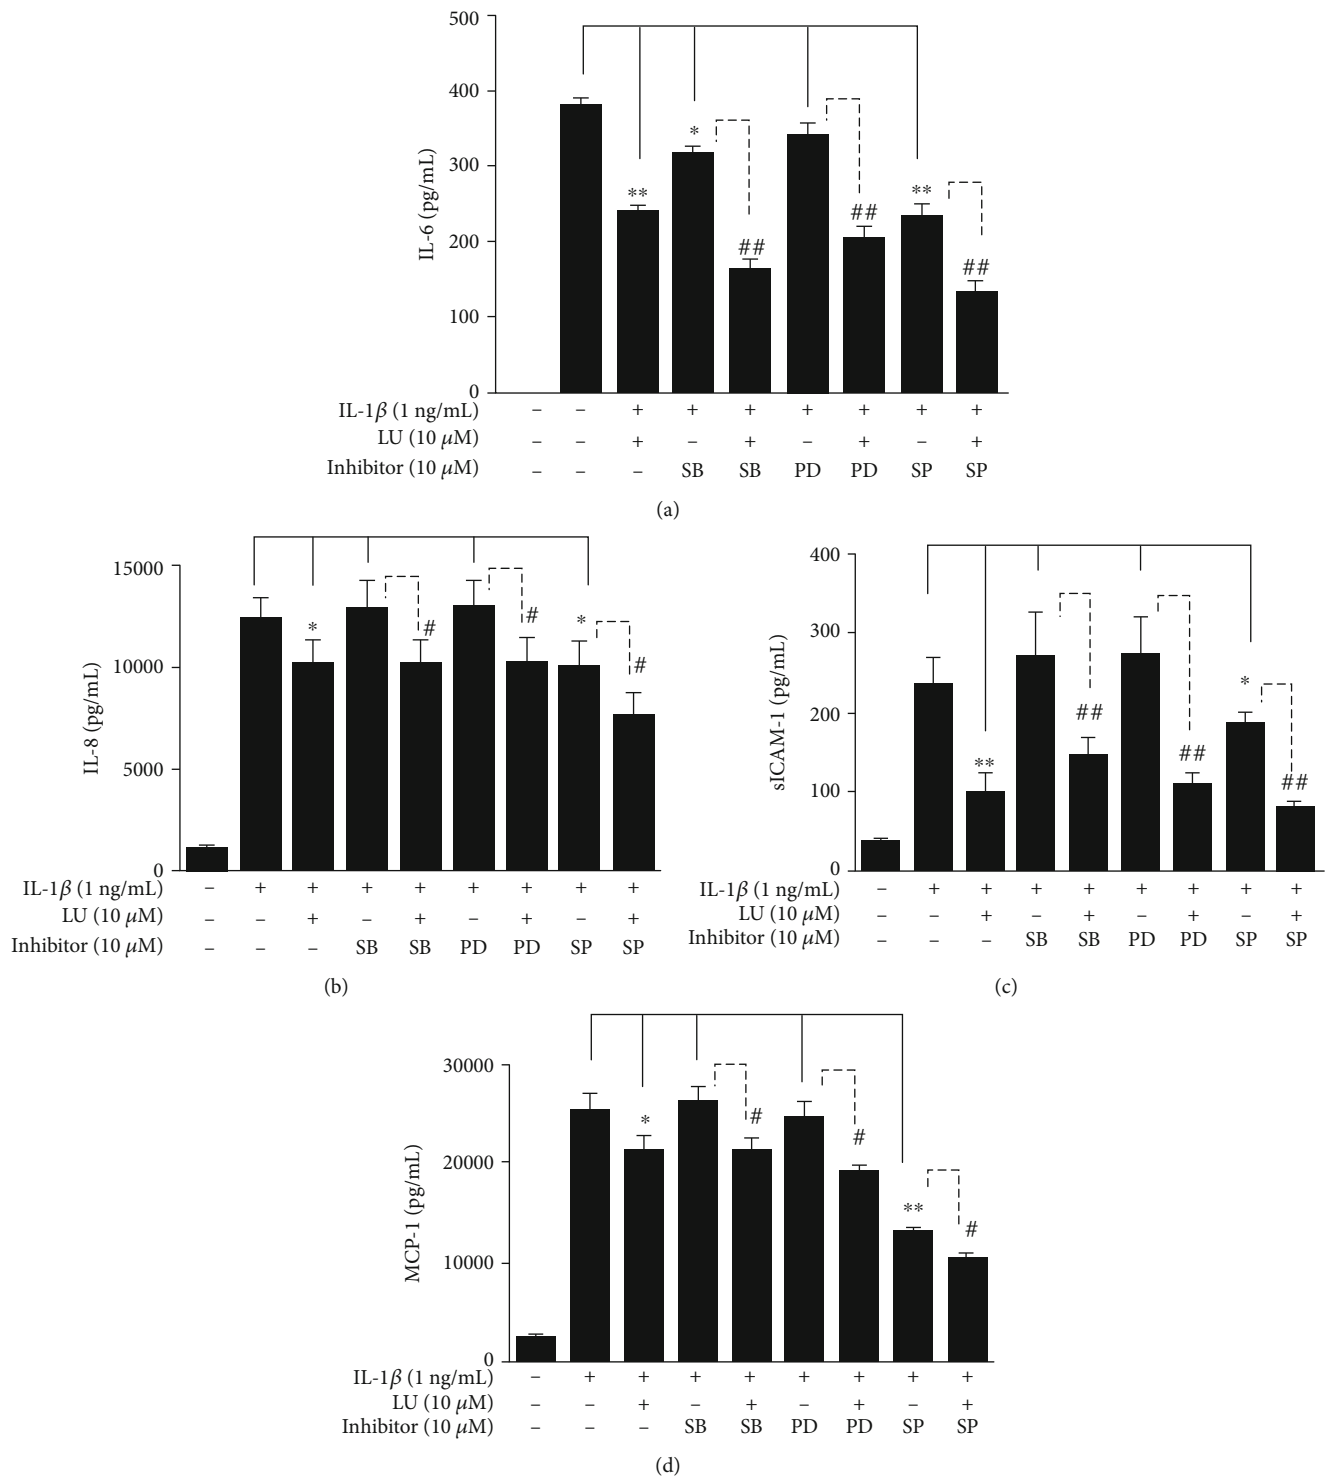 500
400
300
200
100
0
IL-6 (pg/mL)
*
**
**
##
##
##
IL-1β (1 ng/mL) – – + + + + + + +
LU (10 μM) – – + – + – + – +
Inhibitor (10 μM) – – – SB SB PD PD SP SP
(a)
15000
10000
5000
0
IL-8 (pg/mL)
* # # * #
IL-1β (1 ng/mL) – + + + + + + + +
LU (10 μM) – – + – + – + – +
Inhibitor (10 μM) – – – SB SB PD PD SP SP
(b)
400
300
200
100
0
sICAM-1 (pg/mL)
** ## ## * ##
IL-1β (1 ng/mL) – + + + + + + + +
LU (10 μM) – – + – + – + – +
Inhibitor (10 μM) – – – SB SB PD PD SP SP
(c)
30000
20000
10000
0
MCP-1 (pg/mL)
* # # ** #
IL-1β (1 ng/mL) – + + + + + + + +
LU (10 μM) – – + – + – + – +
Inhibitor (10 μM) – – – SB SB PD PD SP SP
(d)